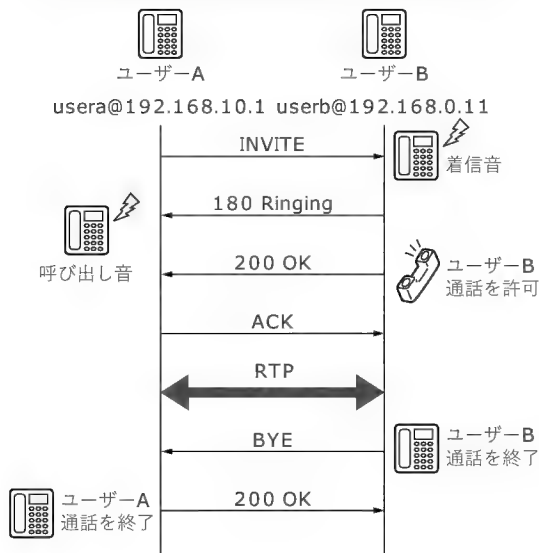 ユーザーA
ユーザーB
usera@192.168.10.1 userb@192.168.0.11
INVITE
着信音
180 Ringing
呼び出し音
200 OK
ユーザーB
通話を許可
ACK
RTP
BYE
ユーザーB
通話を終了
ユーザーA
通話を終了
200 OK